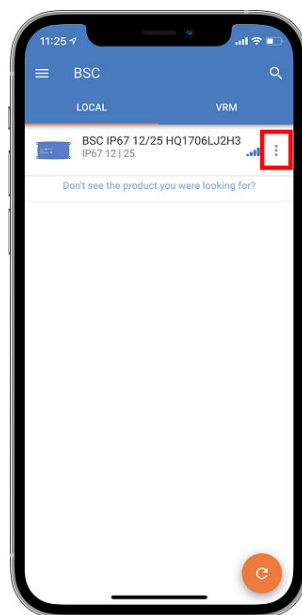 11:25
BSC
LOCAL VRM
BSC IP67 12/25 HQ1706LJ2H3
IP67 12 | 25
Don't see the product you were looking for?